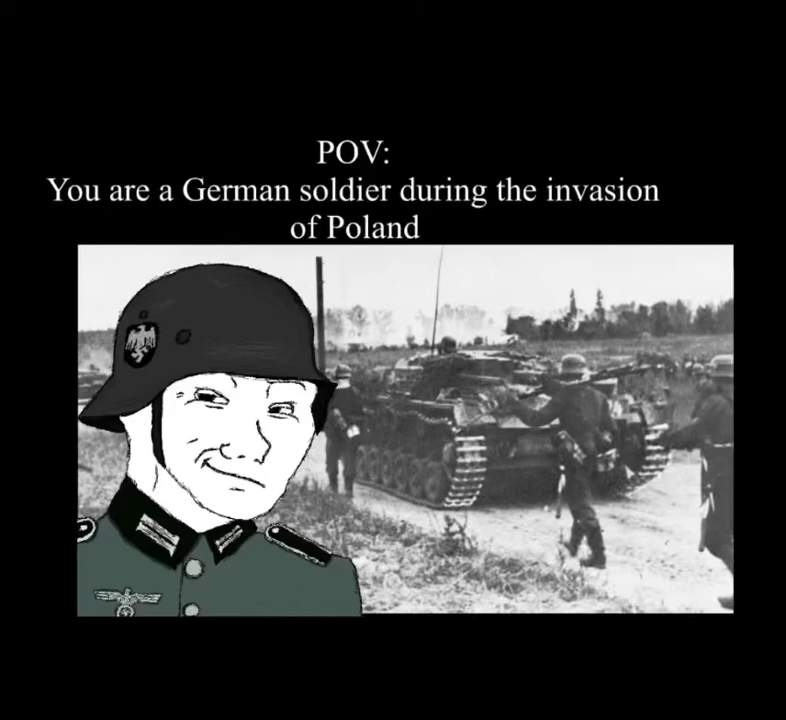 POV:
You are a German soldier during the invasion
of Poland